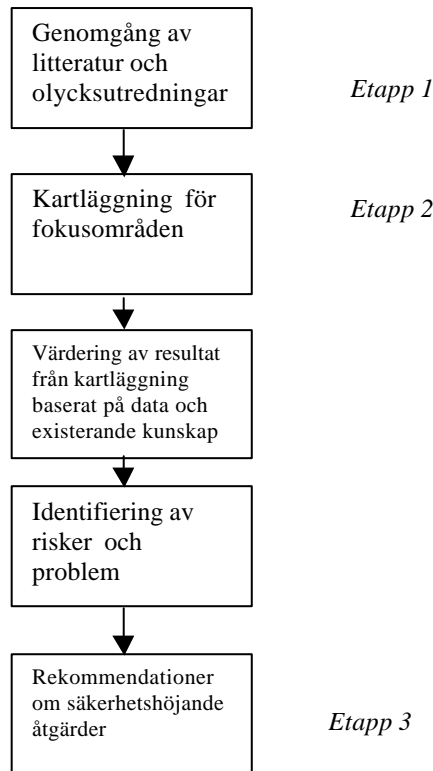 Genomgång av
litteratur och
olycksutredningar
Etapp 1
Kartläggning för
fokusområden
Etapp 2
Värdering av resultat
från kartläggning
baserat på data och
existerande kunskap
Identifiering av
risker och
problem
Rekommendationer
om säkerhetshöjande
åtgärder
Etapp 3